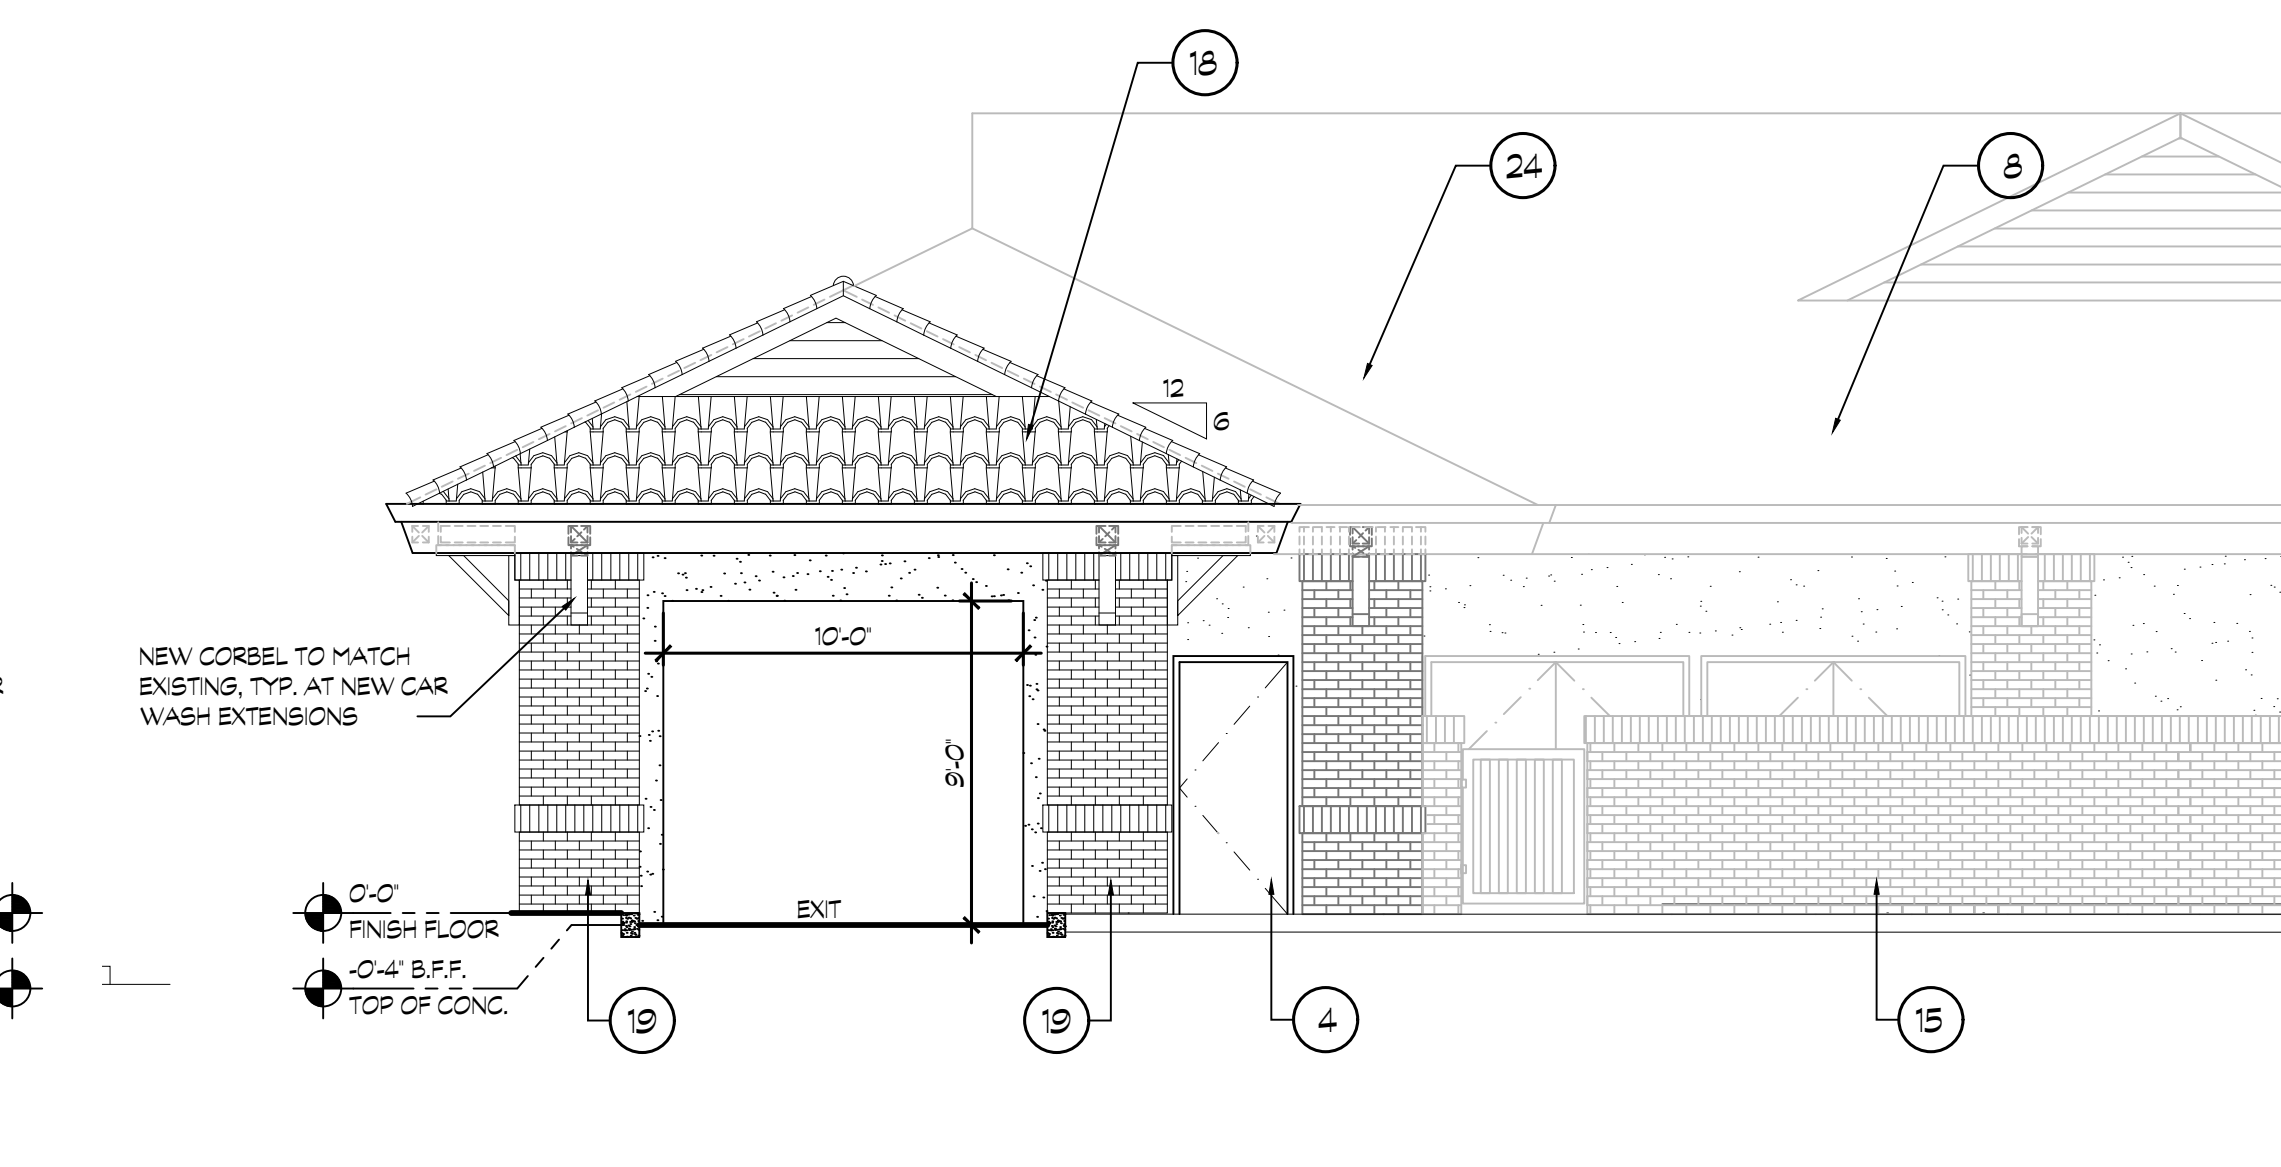 18
24
8
12
6
10'-0"
NEW CORBEL TO MATCH
EXISTING, TYP. AT NEW CAR
WASH EXTENSIONS
9'-0"
0'-0"
EXIT
FINISH FLOOR
-0'-4" B.F.F.
TOP OF CONC.
19
19
4
15